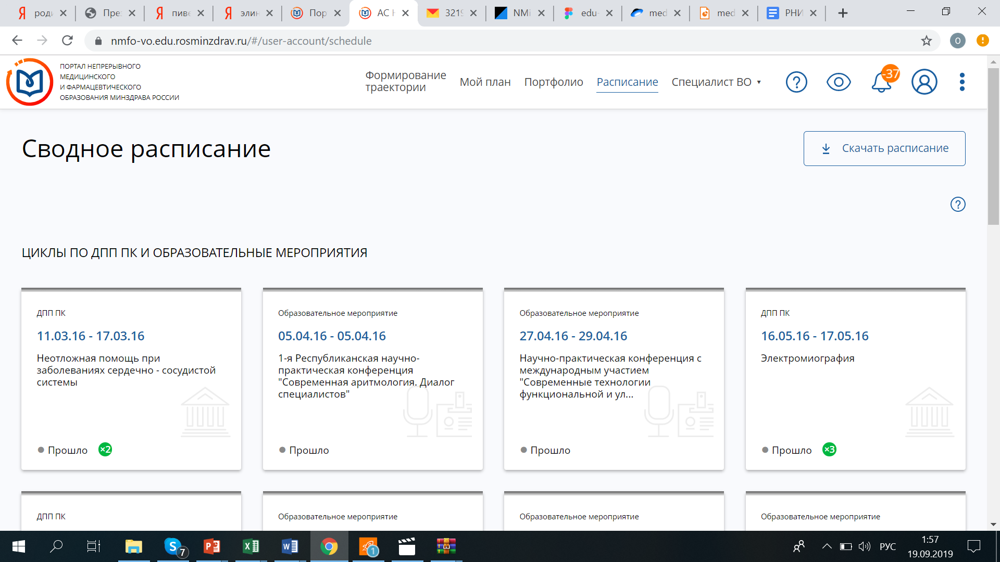 роди
През
пиве
элин
Пор
АС Н
3219
NMi
edu-
med
med
РНИ
nmfo-vo.edu.rosminzdrav.ru/#/user-account/schedule
О
ПОРТАЛ НЕПРЕРЫВНОГО
МЕДИЦИНСКОГО
И ФАРМАЦЕВТИЧЕСКОГО
ОБРАЗОВАНИЯ МИНЗДРАВА РОССИИ
Формирование
траектории
Мой план
Портфолио
Расписание
Специалист ВО
-37
Сводное расписание
Скачать расписание
ЦИКЛЫ ПО ДПП ПК И ОБРАЗОВАТЕЛЬНЫЕ МЕРОПРИЯТИЯ
ДПП ПК
11.03.16 - 17.03.16
Неотложная помощь при
заболеваниях сердечно - сосудистой
системы
Прошло ×2
Образовательное мероприятие
05.04.16 - 05.04.16
1-я Республиканская научно-
практическая конференция
"Современная аритмология. Диалог
специалистов"
Прошло
Образовательное мероприятие
27.04.16 - 29.04.16
Научно-практическая конференция с
международным участием
"Современные технологии
функциональной и ул...
Прошло
ДПП ПК
16.05.16 - 17.05.16
Электромиография
Прошло ×3
ДПП ПК
Образовательное мероприятие
Образовательное мероприятие
Образовательное мероприятие
7
1
РУС
1:57
19.09.2019